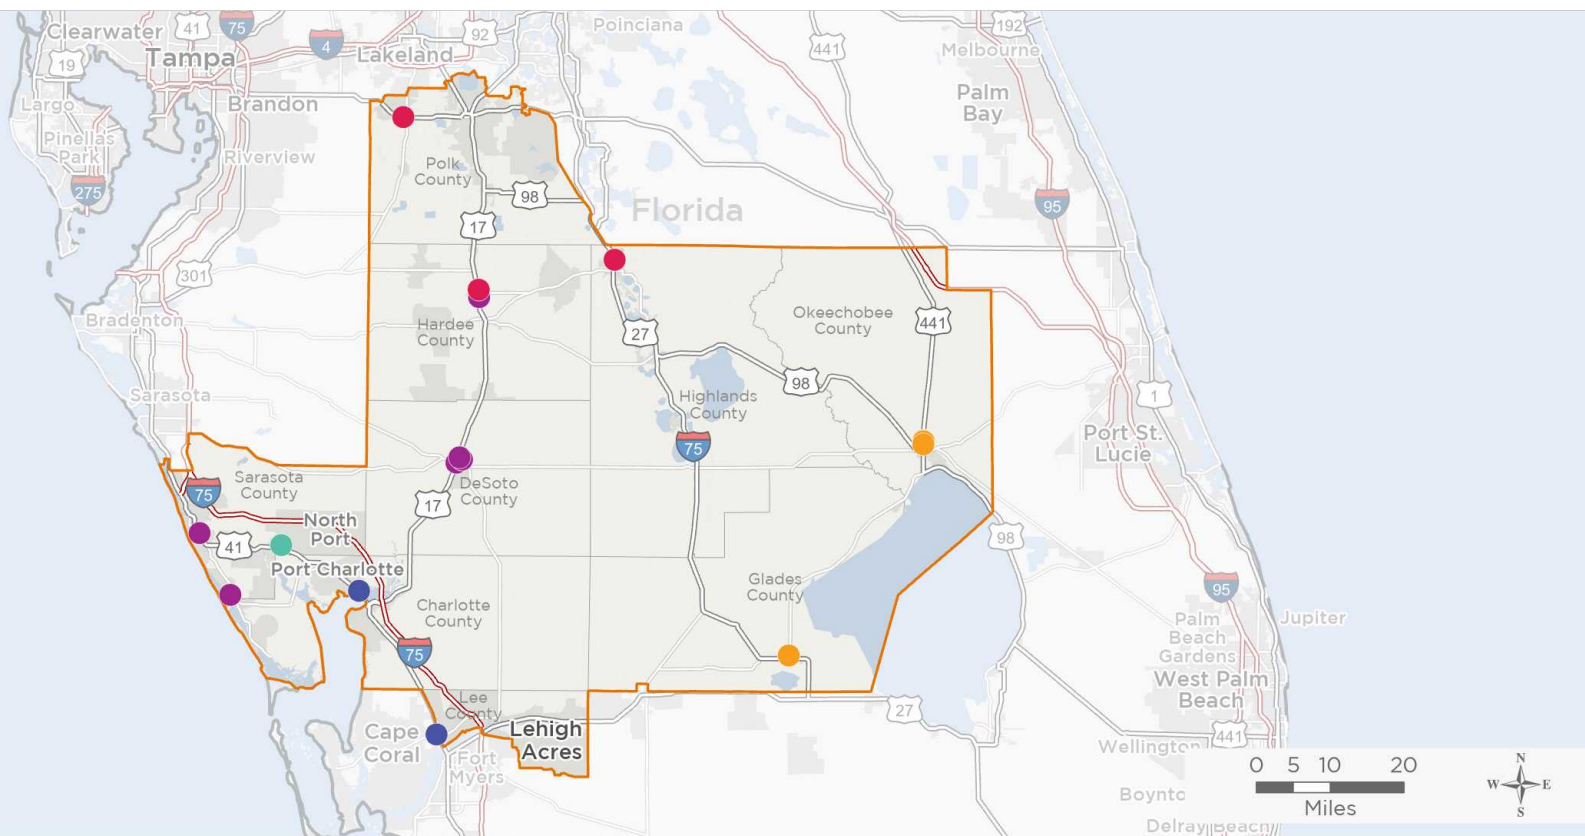 Clearwater
41
75
4
92
Poinciana
441
192
Melbourne
19
Tampa
Lakeland
Largo
Brandon
Palm
Bay
Pinellas
Park
Riverview
Polk
County
275
98
95
Florida
17
301
Bradenton
Hardee
County
27
Okeechobee
County
441
Sarasota
98
Highlands
County
1
75
Port St.
Lucie
Sarasota
County
75
DeSoto
County
17
North
Port
41
98
Port Charlotte
Glades
County
95
Charlotte
County
Palm
Beach
Gardens
Jupiter
75
West Palm
Beach
Lee
County
27
Cape
Coral
Lehigh
Acres
Fort
Myers
Wellington
441
0 5 10 20
Miles
N
W E
S
Boynto
Delray Beach